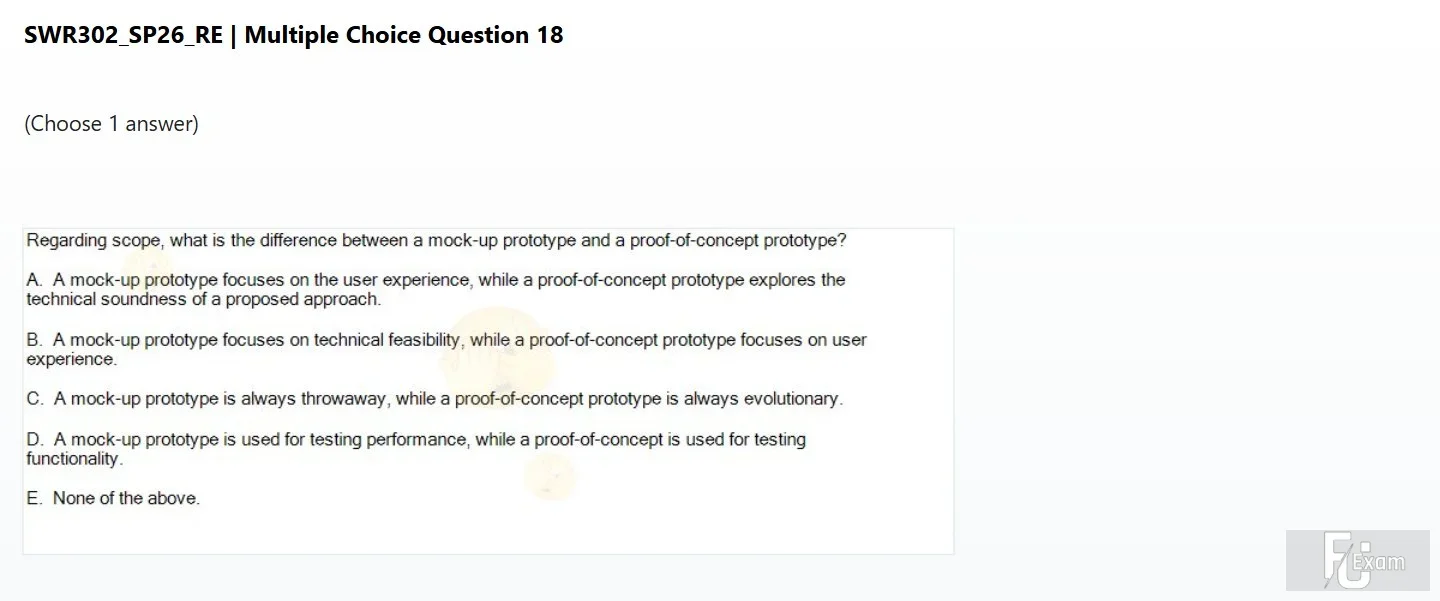 SWR302_SP26_RE | Multiple Choice Question 18
(Choose 1 answer)
Regarding scope, what is the difference between a mock-up prototype and a proof-of-concept prototype?
A. A mock-up prototype focuses on the user experience, while a proof-of-concept prototype explores the
technical soundness of a proposed approach.
B. A mock-up prototype focuses on technical feasibility, while a proof-of-concept prototype focuses on user
experience.
C. A mock-up prototype is always throwaway, while a proof-of-concept prototype is always evolutionary.
D. A mock-up prototype is used for testing performance, while a proof-of-concept is used for testing
functionality.
E. None of the above.
FU Exam